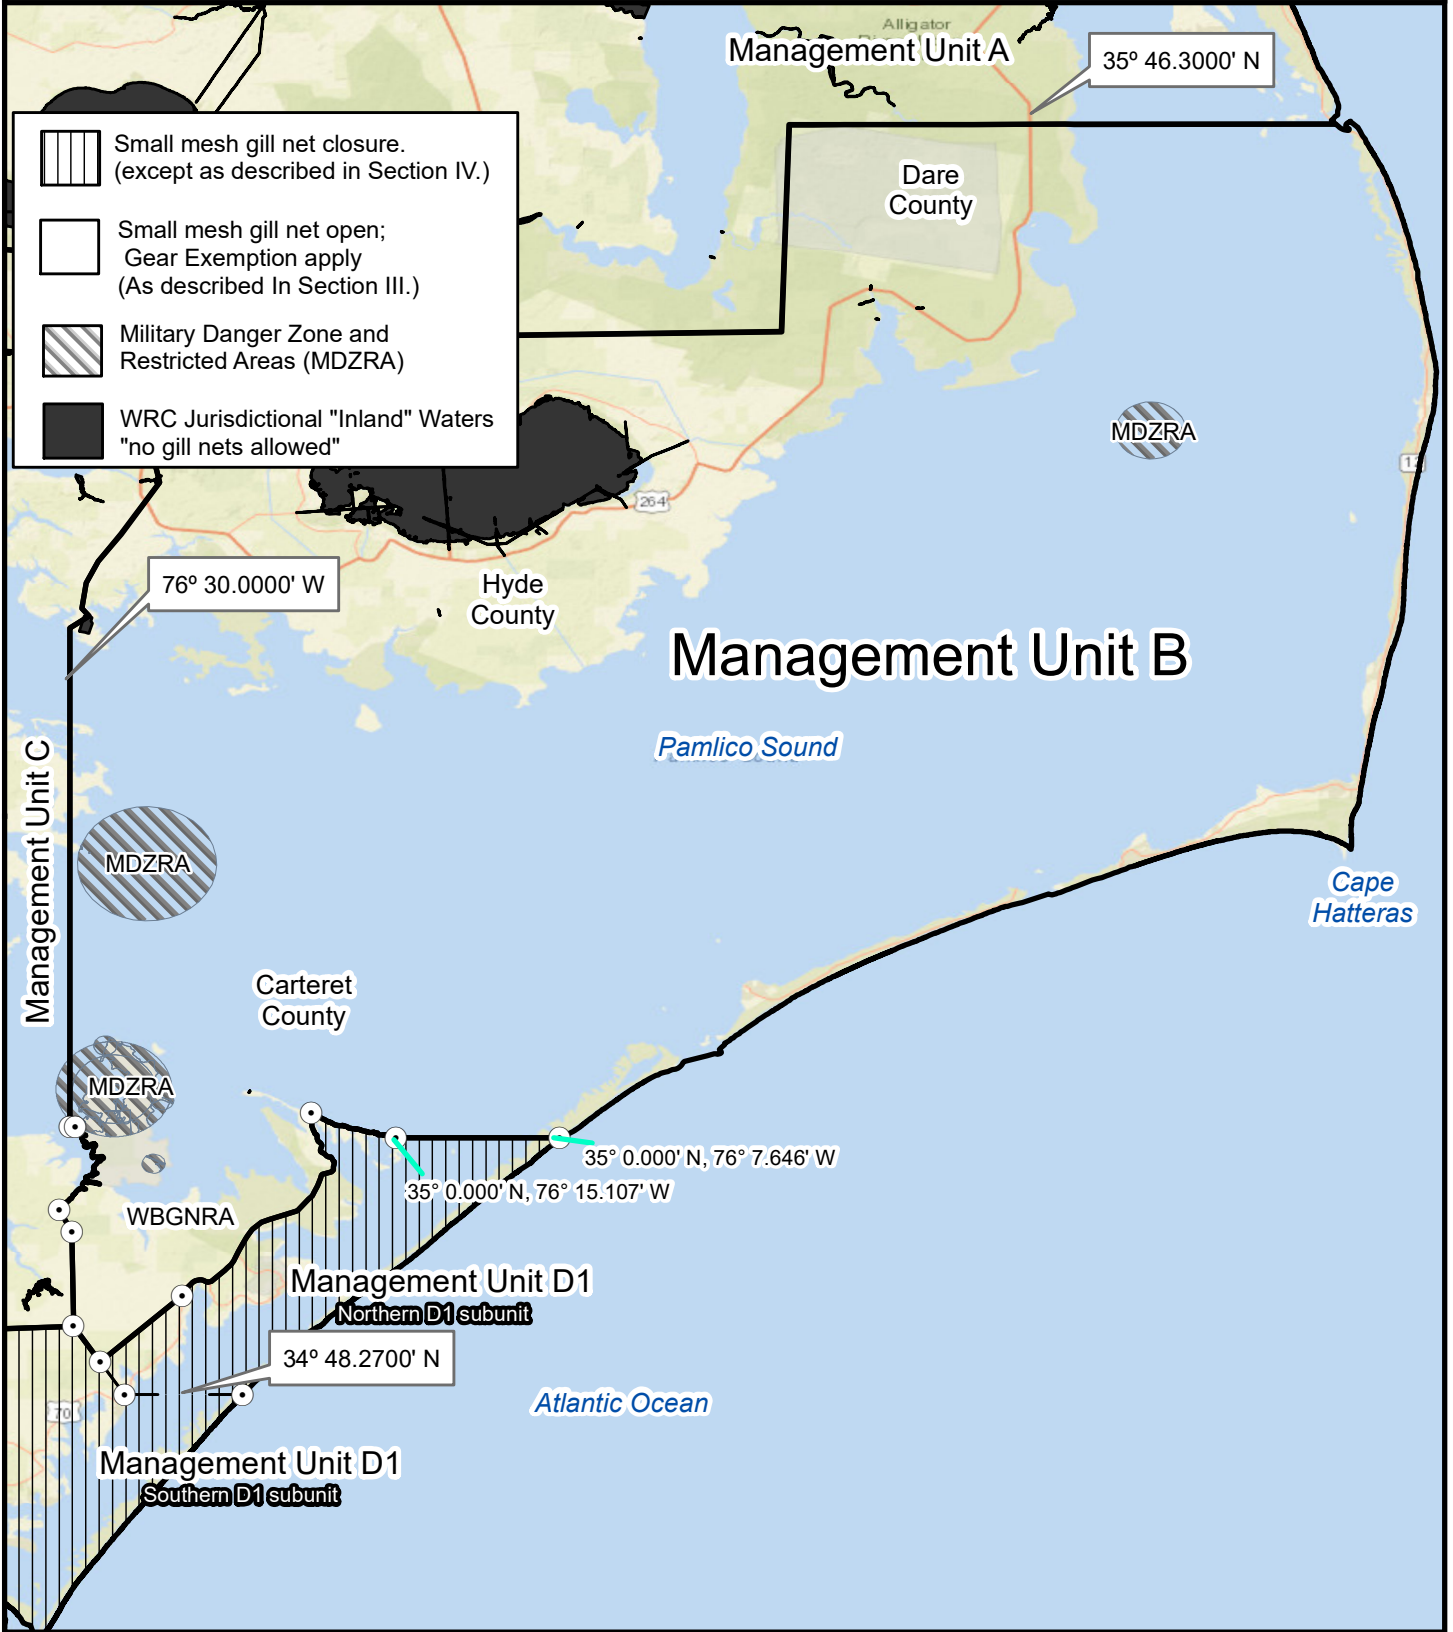 Alligator
Management Unit A
35º 46.3000' N
Small mesh gill net closure.
(except as described in Section IV.)
Small mesh gill net open;
Gear Exemption apply
(As described In Section III.)
Military Danger Zone and
Restricted Areas (MDZRA)
WRC Jurisdictional "Inland" Waters
"no gill nets allowed"
Dare
County
MDZRA
12
264
76º 30.0000' W
Hyde
County
Management Unit B
Pamlico Sound
Management Unit C
MDZRA
Cape
Hatteras
Carteret
County
MDZRA
35° 0.000' N, 76° 7.646' W
35° 0.000' N, 76° 15.107' W
WBGNRA
Management Unit D1
Northern D1 subunit
34º 48.2700' N
Atlantic Ocean
70
Management Unit D1
Southern D1 subunit